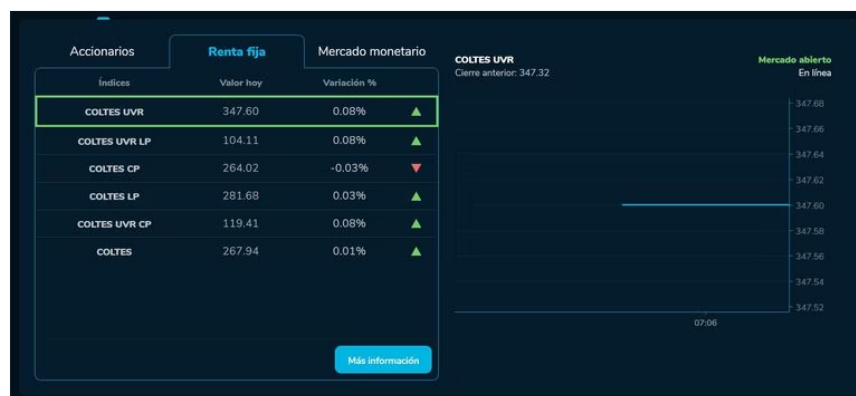 Accionarios Renta fija Mercado monetario
Índices Valor hoy Variación %
COLTES UVR 347.60 0.08%
COLTES UVR LP 104.11 0.08%
COLTES CP 264.02 -0.03%
COLTES LP 281.68 0.03%
COLTES UVR CP 119.41 0.08%
COLTES 267.94 0.01%
Más información
COLTES UVR Mercado abierto
Cierre anterior: 347.32 En línea
347.68
347.66
347.64
347.62
347.60
347.58
347.56
347.54
347.52
07:06